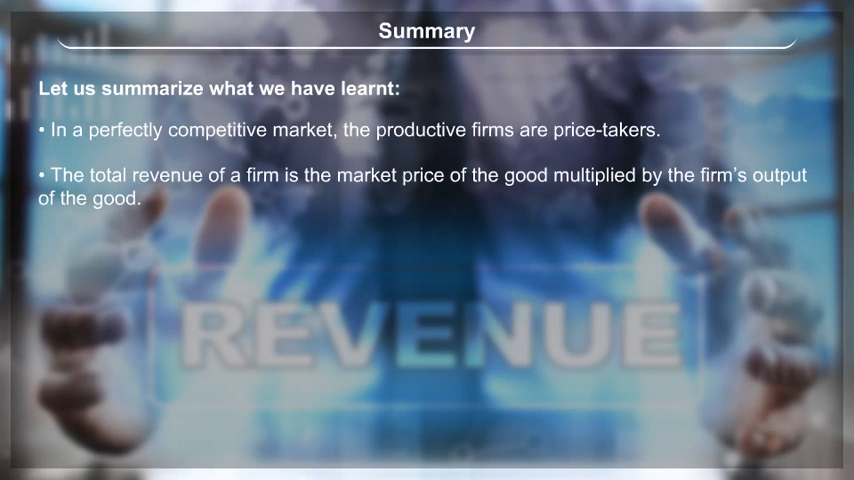 Summary
Let us summarize what we have learnt:
• In a perfectly competitive market, the productive firms are price-takers.
• The total revenue of a firm is the market price of the good multiplied by the firm’s output
of the good.
REVENUE